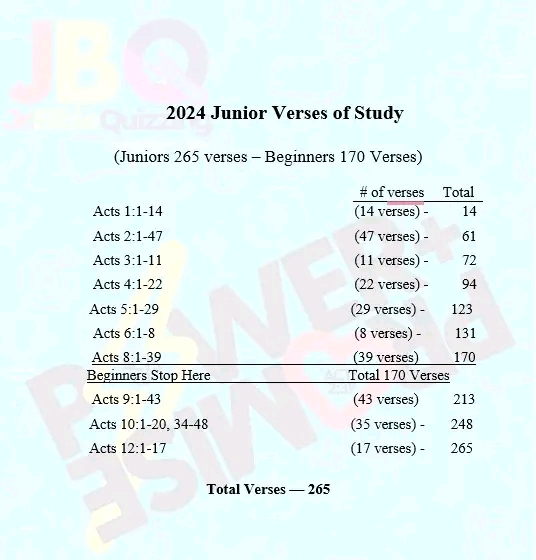 JBQ
Quizzing
2024 Junior Verses of Study
(Juniors 265 verses – Beginners 170 Verses)
# of verses Total
Acts 1:1-14 (14 verses) - 14
Acts 2:1-47 (47 verses) - 61
Acts 3:1-11 (11 verses) - 72
Acts 4:1-22 (22 verses) - 94
Acts 5:1-29 (29 verses) - 123
Acts 6:1-8 (8 verses) - 131
Acts 8:1-39 (39 verses) 170
Beginners Stop Here Total 170 Verses
Acts 9:1-43 (43 verses) 213
Acts 10:1-20, 34-48 (35 verses) - 248
Acts 12:1-17 (17 verses) - 265
Total Verses — 265
POWER +
PROMISE